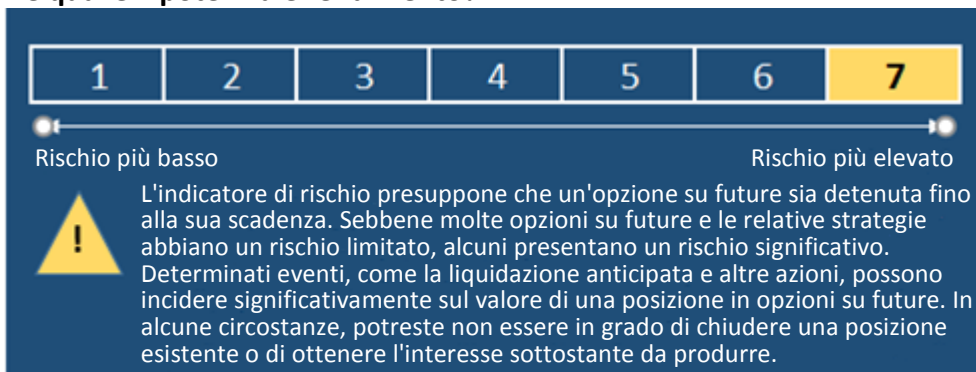 1 2 3 4 5 6 7
Rischio più basso Rischio più elevato
L'indicatore di rischio presuppone che un'opzione su future sia detenuta fino
alla sua scadenza. Sebbene molte opzioni su future e le relative strategie
! abbiano un rischio limitato, alcuni presentano un rischio significativo.
Determinati eventi, come la liquidazione anticipata e altre azioni, possono
incidere significativamente sul valore di una posizione in opzioni su future. In
alcune circostanze, potreste non essere in grado di chiudere una posizione
esistente o di ottenere l'interesse sottostante da produrre.